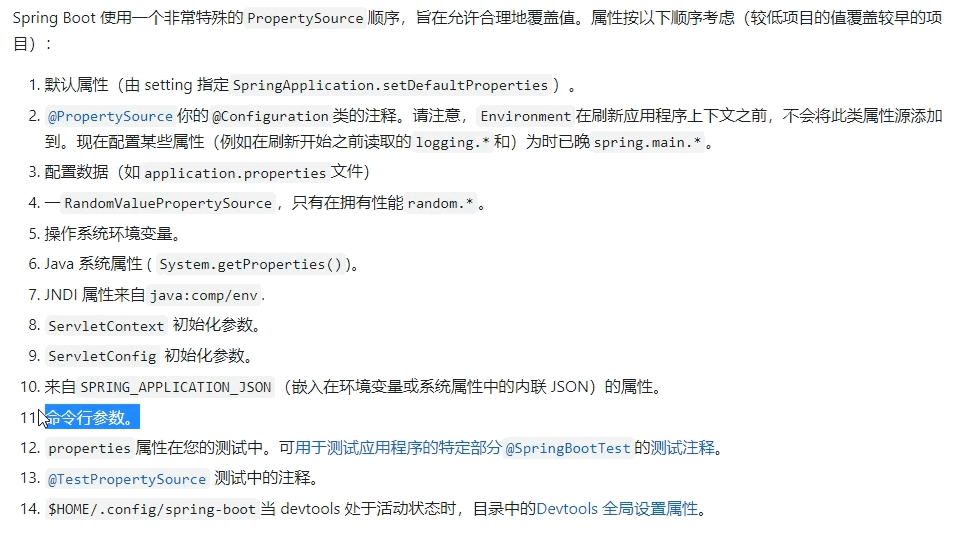 Spring Boot 使用一个非常特殊的 PropertySource 顺序，旨在允许合理地覆盖值。属性按以下顺序考虑（较低项目的值覆盖较早的项
目）：
1. 默认属性（由 setting 指定 SpringApplication.setDefaultProperties ）。
2. @PropertySource 你的 @Configuration 类的注释。请注意， Environment 在刷新应用程序上下文之前，不会将此类属性源添加
到。现在配置某些属性（例如在刷新开始之前读取的 logging.* 和）为时已晚 spring.main.* 。
3. 配置数据（如 application.properties 文件）
4. 一 RandomValuePropertySource ，只有在拥有性能 random.* 。
5. 操作系统环境变量。
6. Java 系统属性 ( System.getProperties() )。
7. JNDI 属性来自 java:comp/env .
8. ServletContext 初始化参数。
9. ServletConfig 初始化参数。
10. 来自 SPRING_APPLICATION_JSON （嵌入在环境变量或系统属性中的内联 JSON）的属性。
11. 命令行参数。
12. properties 属性在您的测试中。可用于测试应用程序的特定部分 @SpringBootTest 的测试注释。
13. @TestPropertySource 测试中的注释。
14. $HOME/.config/spring-boot 当 devtools 处于活动状态时，目录中的Devtools 全局设置属性。